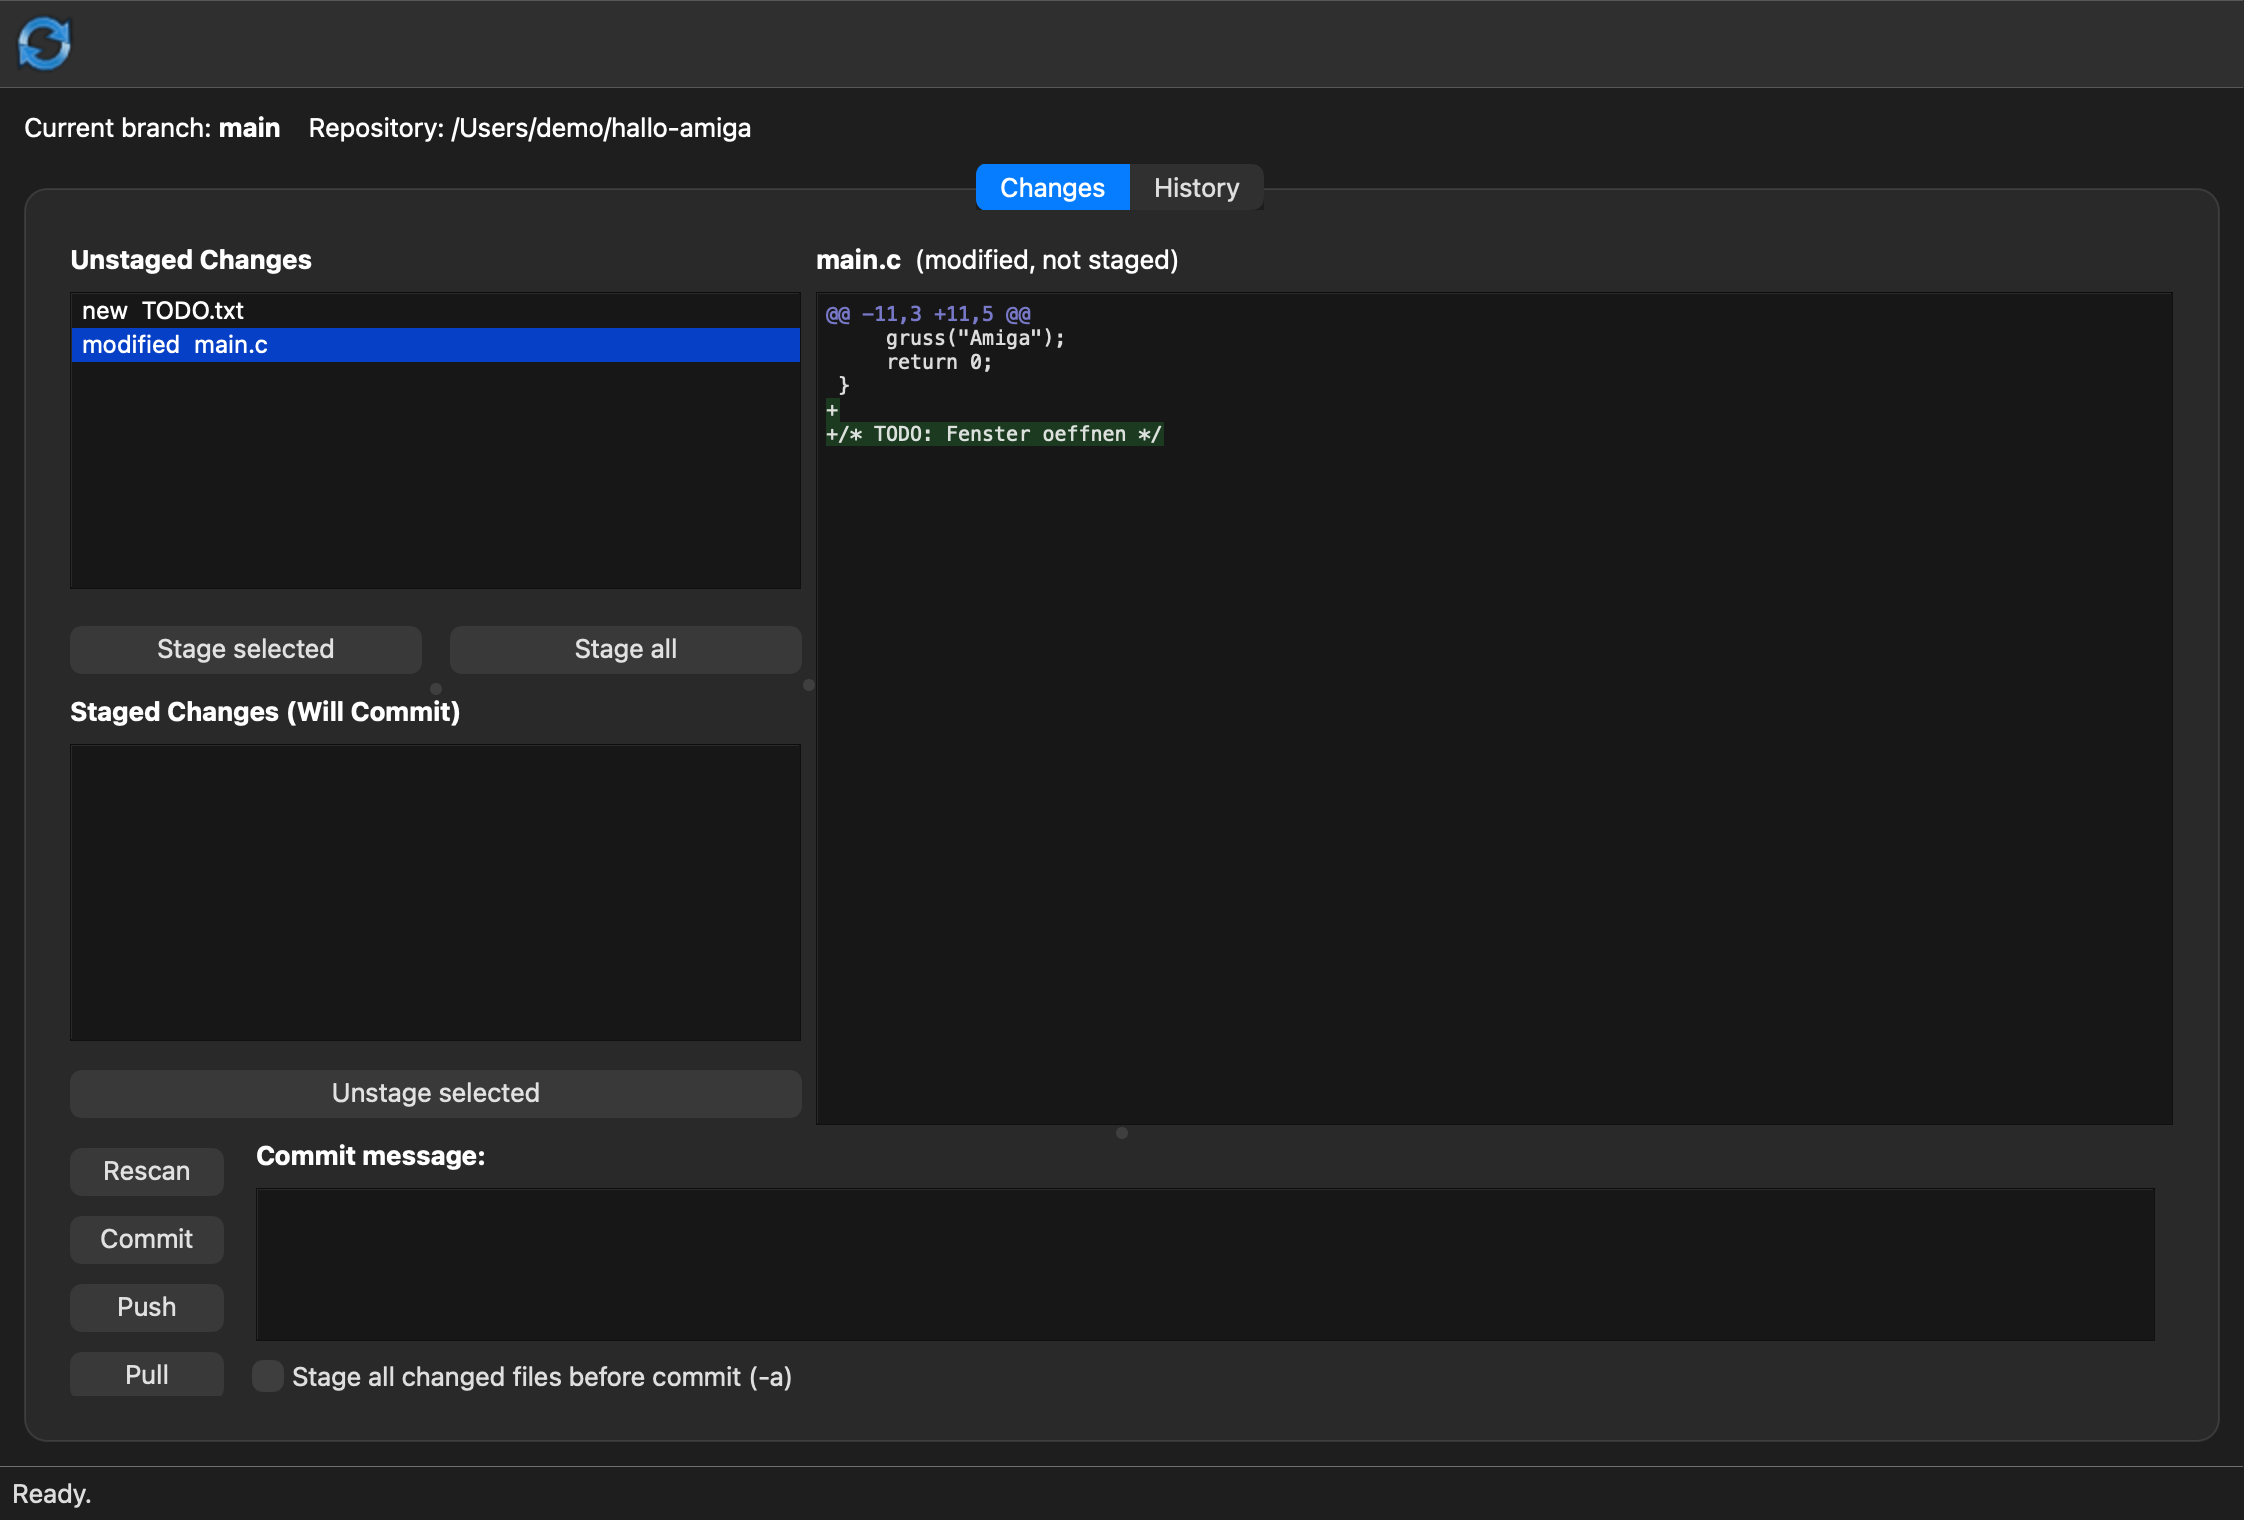 Current branch: main Repository: /Users/demo/hallo-amiga
Changes History
Unstaged Changes
new TODO.txt
modified main.c
Stage selected Stage all
Staged Changes (Will Commit)
Unstage selected
main.c (modified, not staged)
@@ -11,3 +11,5 @@
gruss("Amiga");
return 0;
}
+
+/* TODO: Fenster oeffnen */
Rescan
Commit
Push
Pull
Commit message:
Stage all changed files before commit (-a)
Ready.